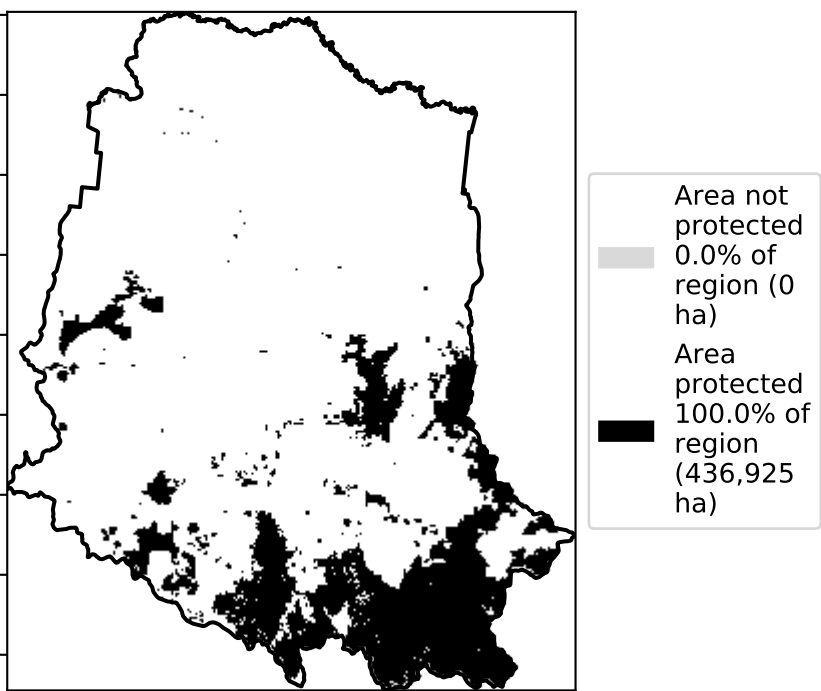 Area not
protected
0.0% of
region (0
ha)
Area
protected
100.0% of
region
(436,925
ha)